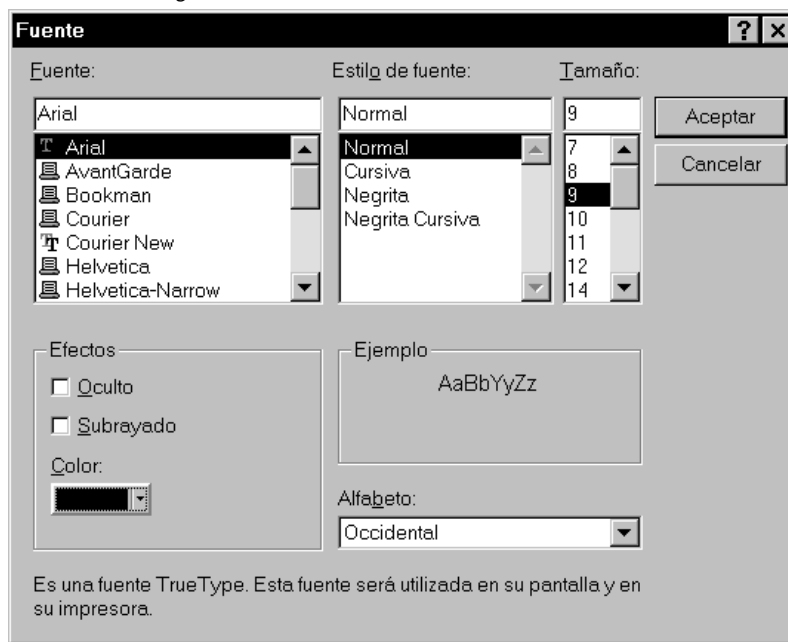 Fuente
Fuente:
Estilo de fuente:
Tamaño:
Arial
Normal
9
Aceptar
Cancelar
Arial
AvantGarde
Bookman
Courier
Courier New
Helvetica
Helvetica-Narrow
Normal
Cursiva
Negrita
Negrita Cursiva
7
8
9
10
11
12
14
Efectos
Oculto
Subrayado
Color:
Ejemplo
AaBbYyZz
Alfabeto:
Occidental
Es una fuente TrueType. Esta fuente será utilizada en su pantalla y en
su impresora.